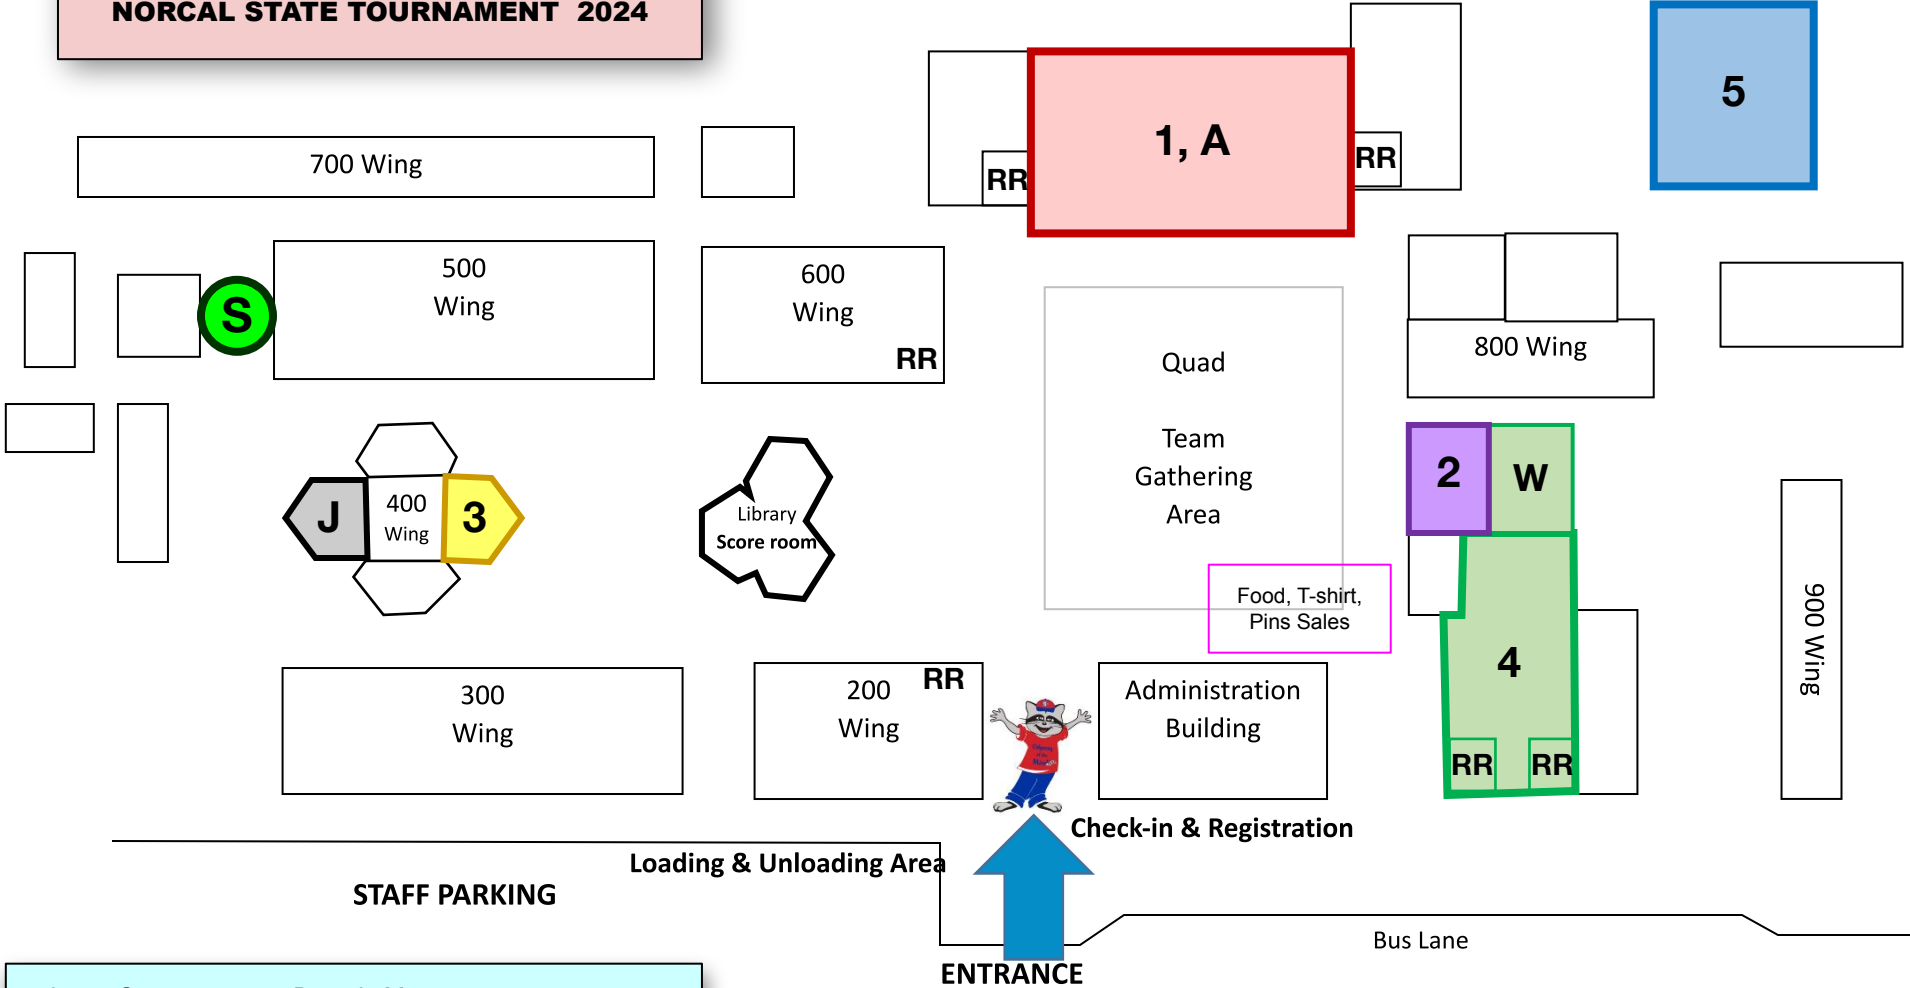 NORCAL STATE TOURNAMENT 2024
1, A
5
RR
RR
700 Wing
500
Wing
S
600
Wing
RR
Quad
Team
Gathering
Area
800 Wing
2
W
J
400
Wing
3
Library
Score room
Food, T-shirt,
Pins Sales
4
RR
RR
900 Wing
300
Wing
200
Wing
RR
Administration
Building
Check-in & Registration
Loading & Unloading Area
STAFF PARKING
Bus Lane
ENTRANCE